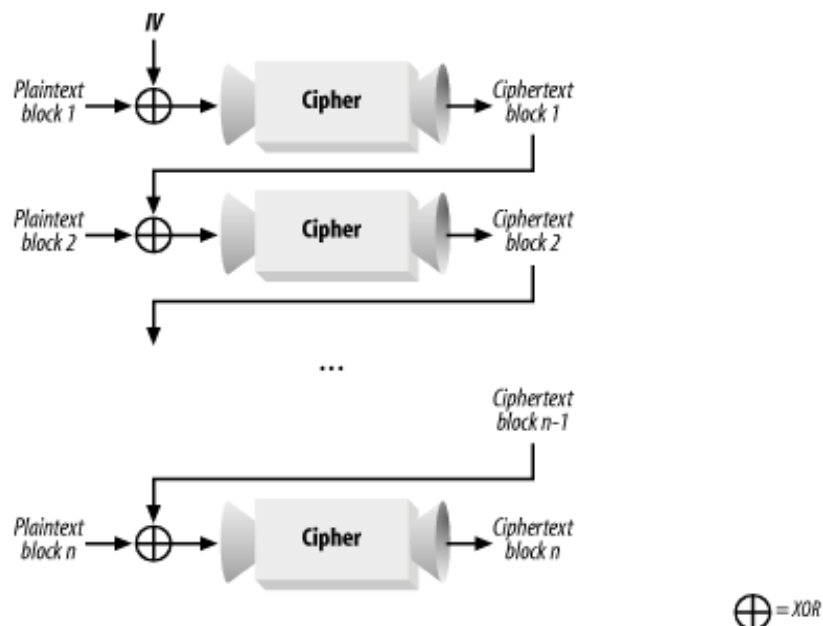 IV
Plaintext
block 1
Cipher
Ciphertext
block 1
Plaintext
block 2
Cipher
Ciphertext
block 2
...
Ciphertext
block n-1
Plaintext
block n
Cipher
Ciphertext
block n
= XOR